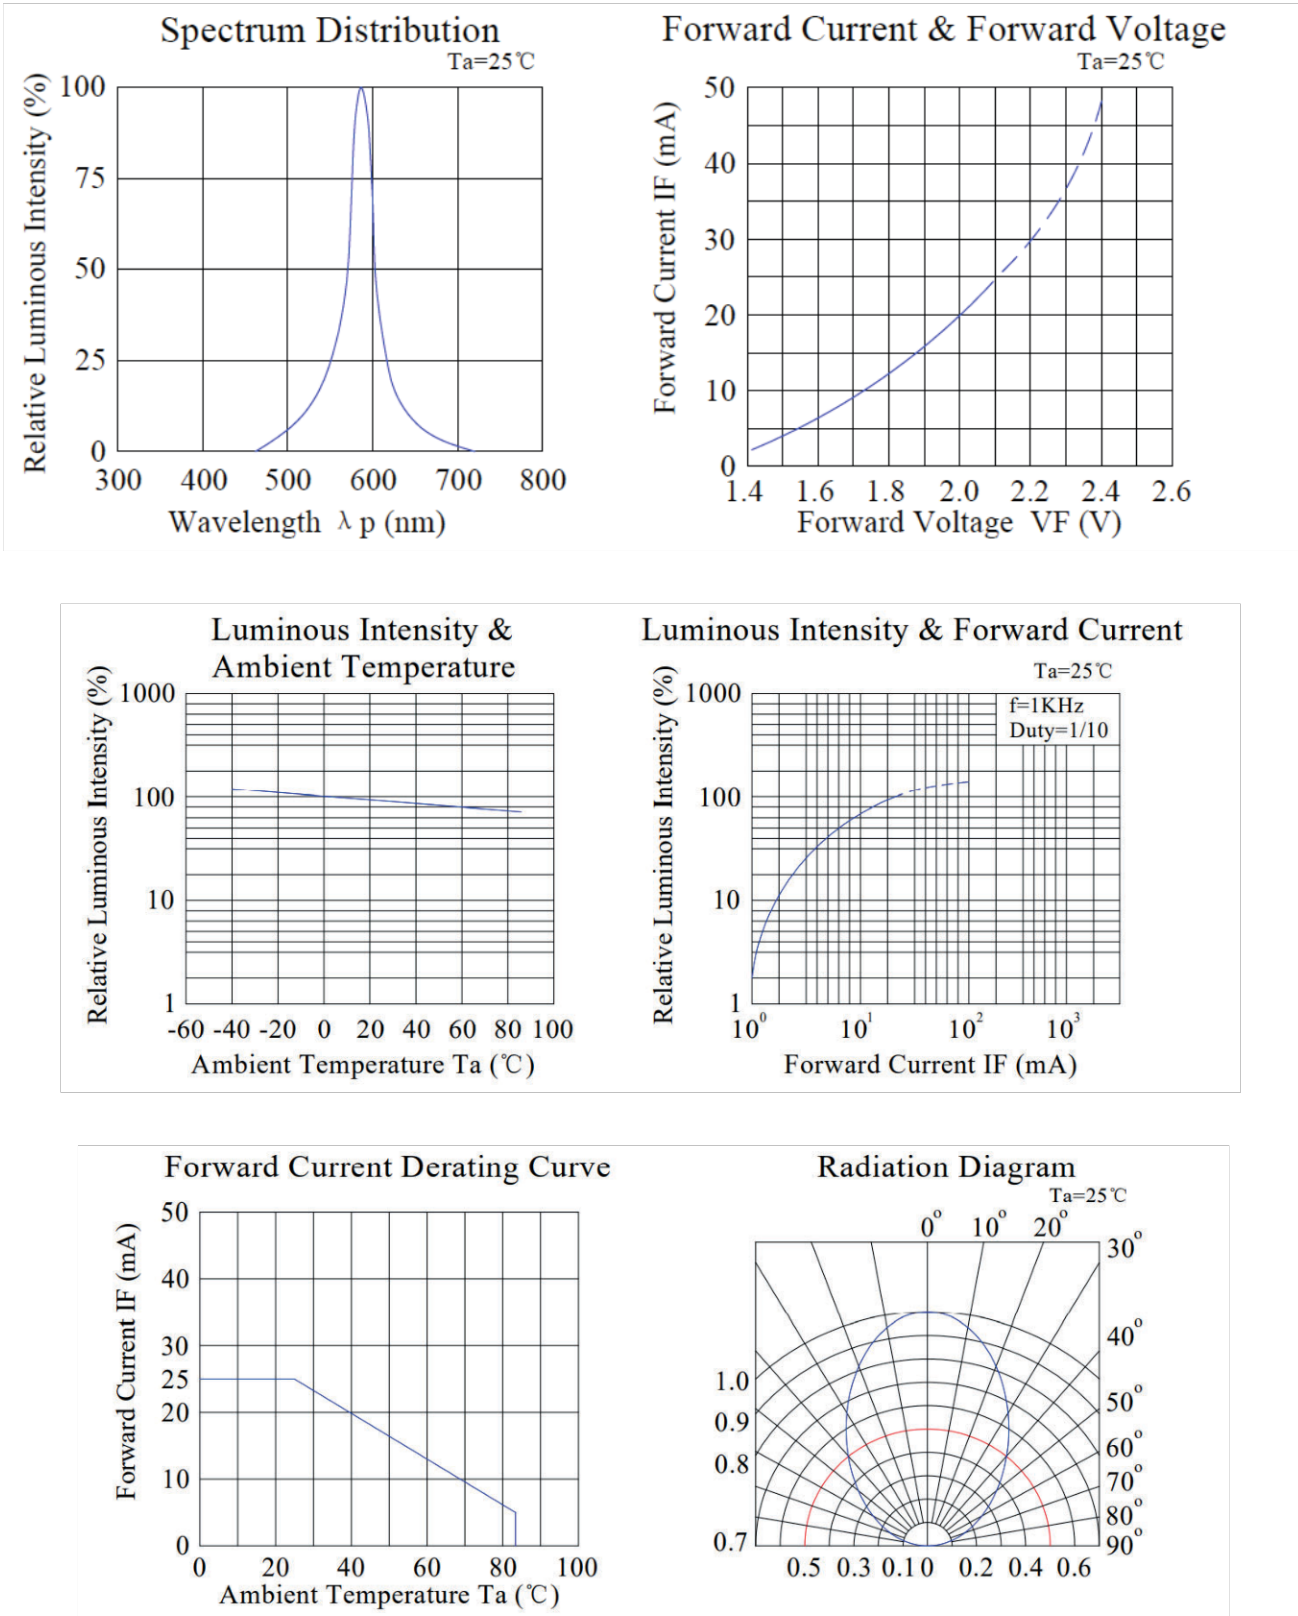 Spectrum Distribution
Ta=25℃
Relative Luminous Intensity (%)
100
75
50
25
0
300 400 500 600 700 800
Wavelength λ p (nm)
Forward Current & Forward Voltage
Ta=25℃
Forward Current IF (mA)
50
40
30
20
10
0
1.4 1.6 1.8 2.0 2.2 2.4 2.6
Forward Voltage VF (V)
Luminous Intensity &
Ambient Temperature
Relative Luminous Intensity (%)
1000
100
10
1
-60 -40 -20 0 20 40 60 80 100
Ambient Temperature Ta (℃)
Luminous Intensity & Forward Current
Ta=25℃
f=1KHz
Duty=1/10
Relative Luminous Intensity (%)
1000
100
10
1
10⁰ 10¹ 10² 10³
Forward Current IF (mA)
Forward Current Derating Curve
Forward Current IF (mA)
50
40
30
25
20
10
0
0 20 40 60 80 100
Ambient Temperature Ta (℃)
Radiation Diagram
Ta=25℃
0° 10° 20°
30°
40°
50°
60°
70°
80°
90°
1.0
0.9
0.8
0.7
0.5 0.3 0.1 0 0.2 0.4 0.6